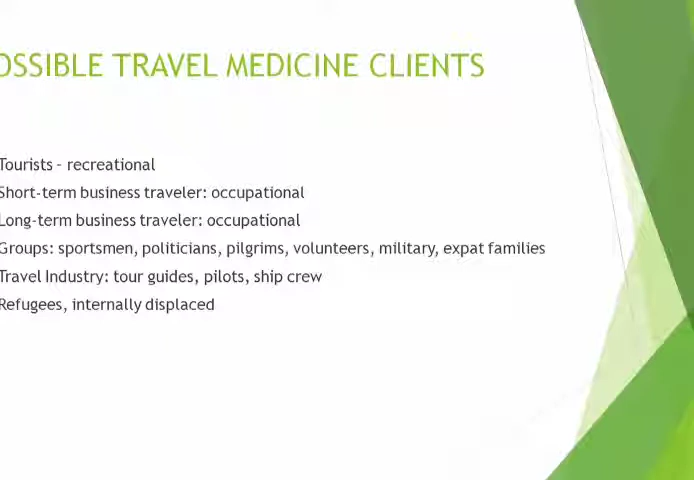 OSSIBLE TRAVEL MEDICINE CLIENTS
Tourists - recreational
Short-term business traveler: occupational
Long-term business traveler: occupational
Groups: sportsmen, politicians, pilgrims, volunteers, military, expat families
Travel Industry: tour guides, pilots, ship crew
Refugees, internally displaced